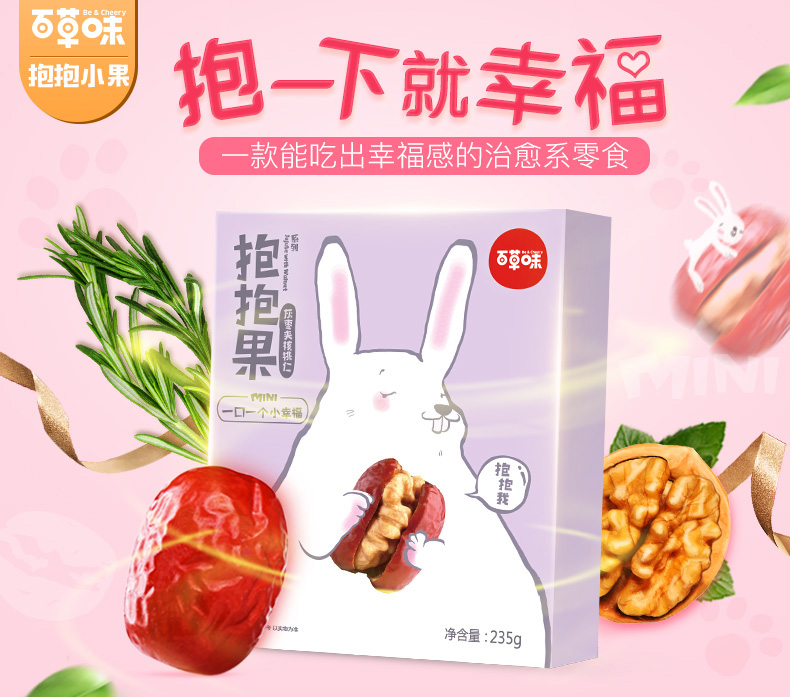 百草味
Be & Cheery
抱抱小果
抱一下就幸福
一款能吃出幸福感的治愈系零食
抱抱果
系列
Jujube with Walnut
灰枣夹核桃仁
MINI
一口一个小幸福
百草味
Be & Cheery
抱抱我
净含量：235g
MINI